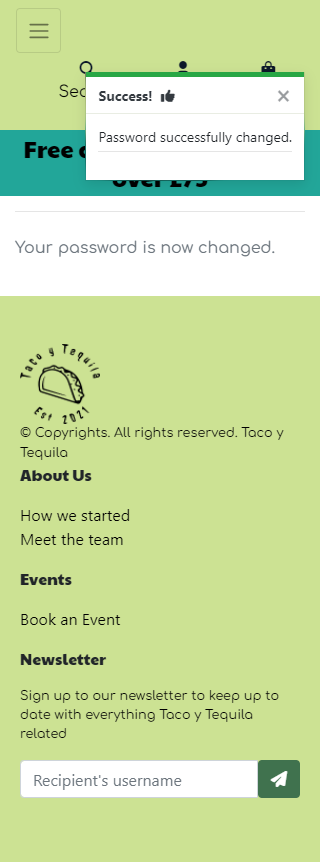 Success!
×
Password successfully changed.
Free
over £75
Your password is now changed.
Taco y Tequila
Est 2021
© Copyrights. All rights reserved. Taco y
Tequila
About Us
How we started
Meet the team
Events
Book an Event
Newsletter
Sign up to our newsletter to keep up to
date with everything Taco y Tequila
related
Recipient's username